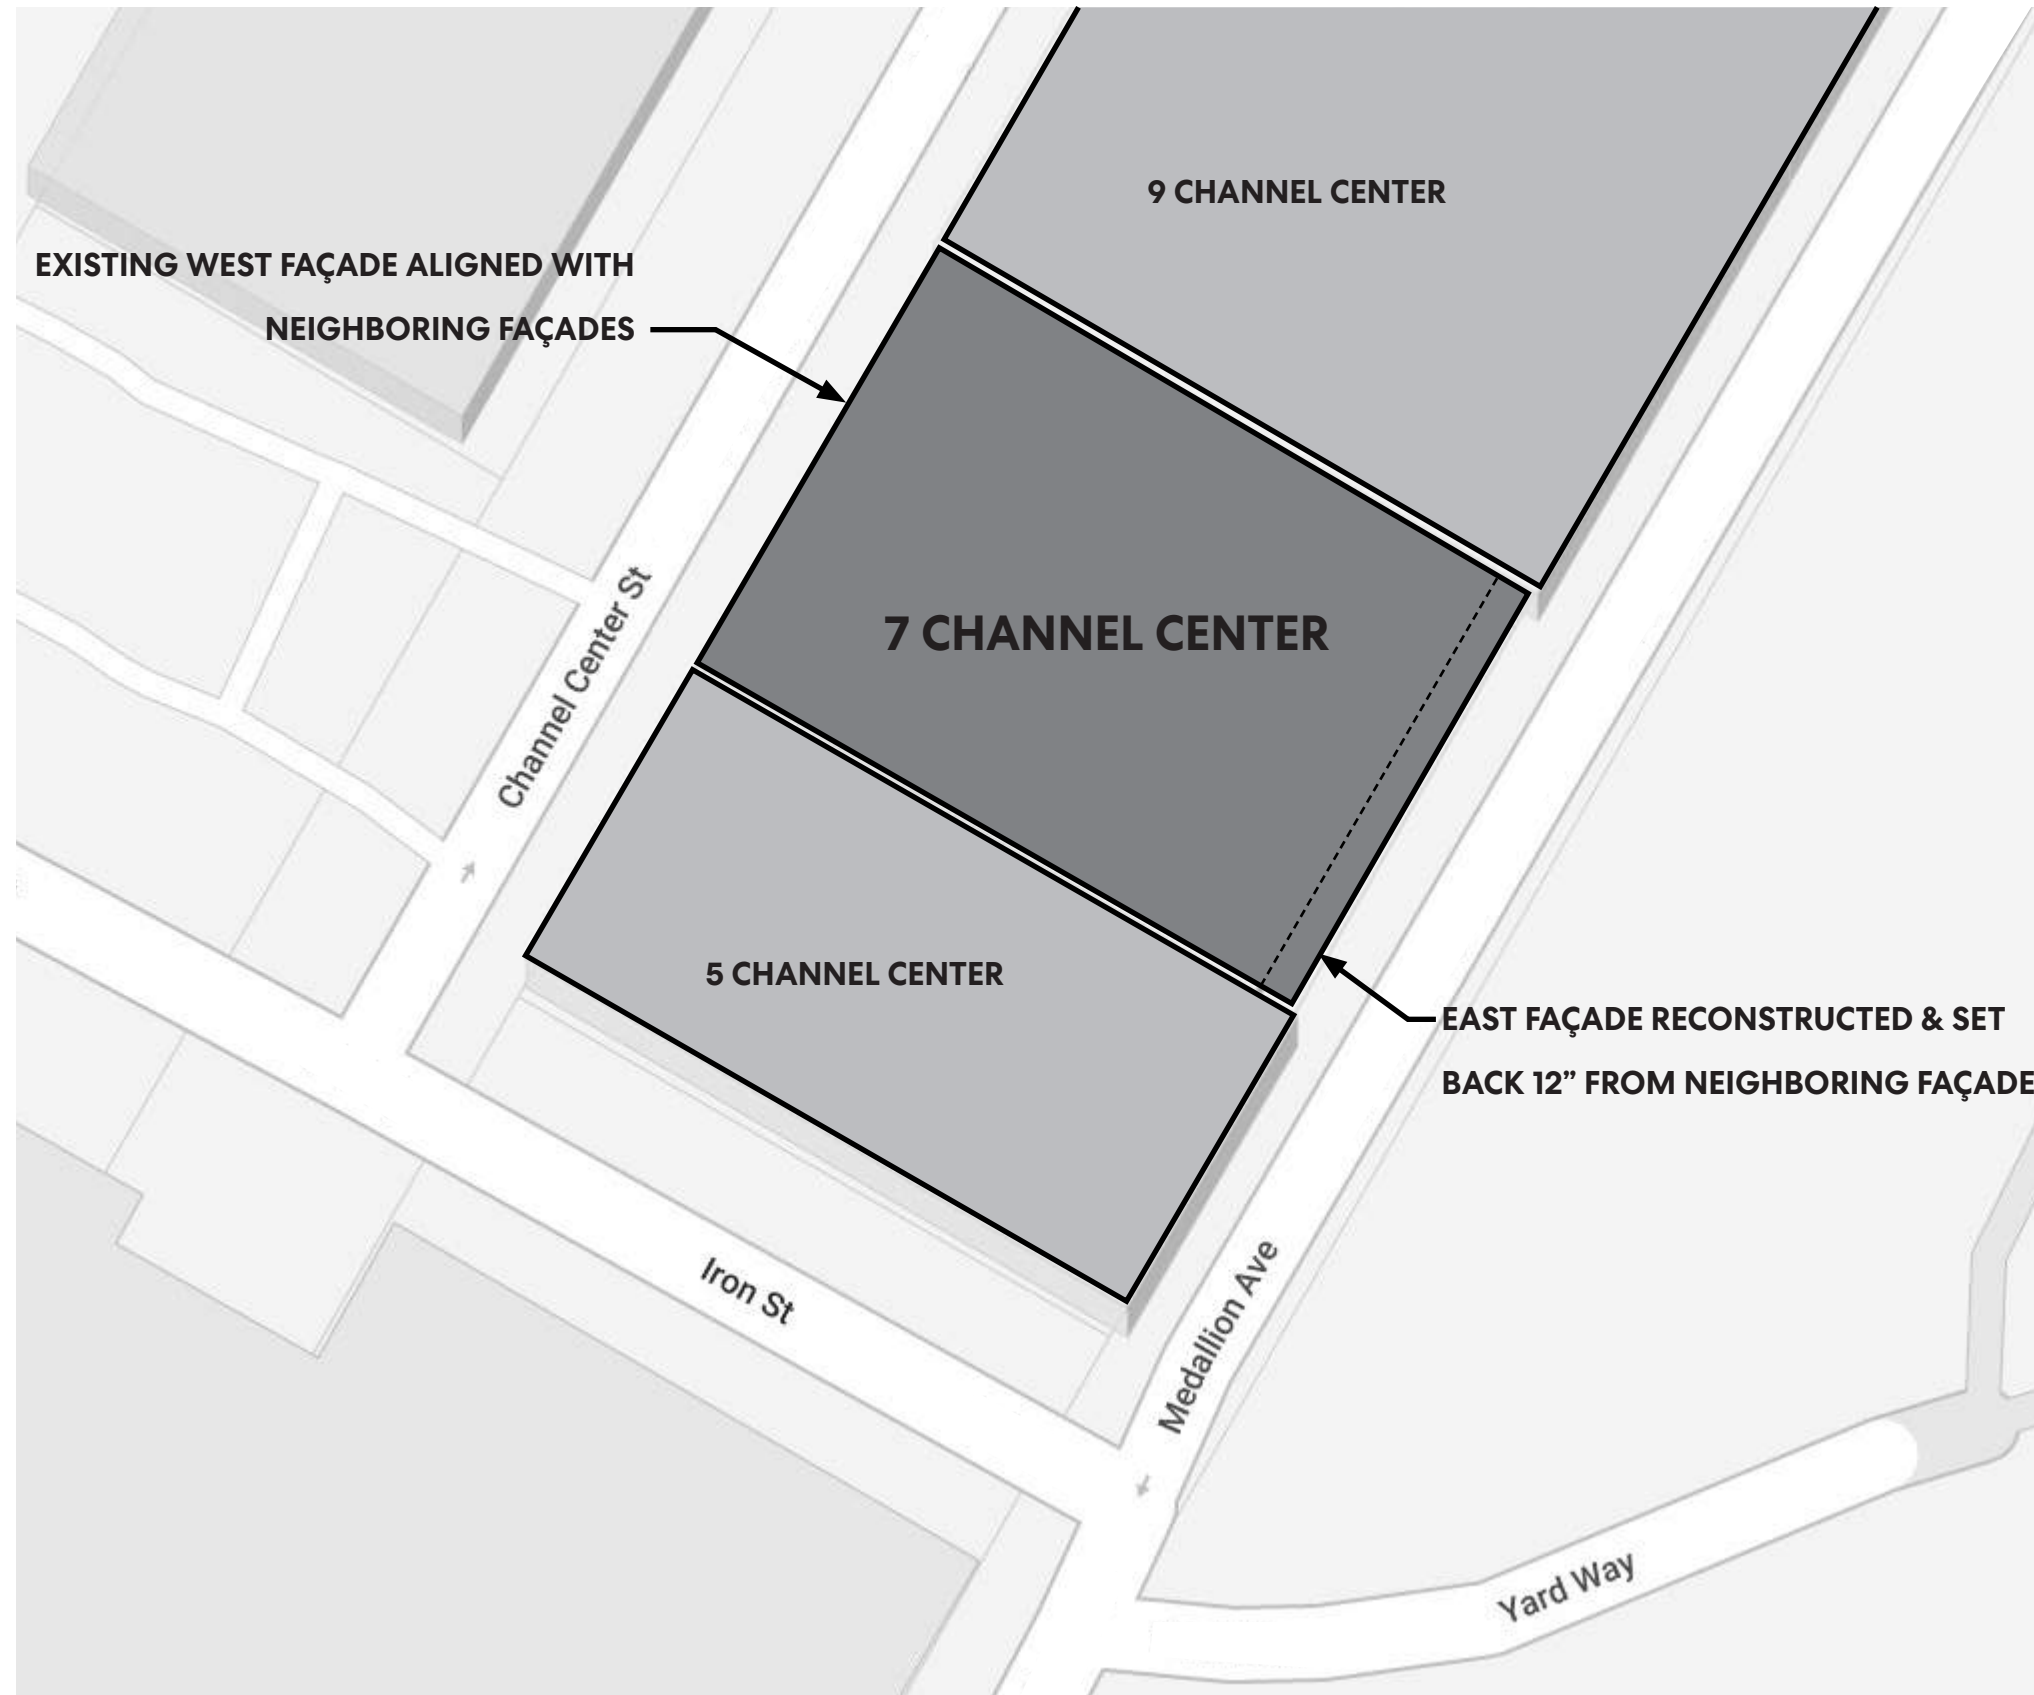 9 CHANNEL CENTER
EXISTING WEST FAÇADE ALIGNED WITH
NEIGHBORING FAÇADES
7 CHANNEL CENTER
Channel Center St
5 CHANNEL CENTER
EAST FAÇADE RECONSTRUCTED & SET
BACK 12” FROM NEIGHBORING FAÇADE
Iron St
Medallion Ave
Yard Way